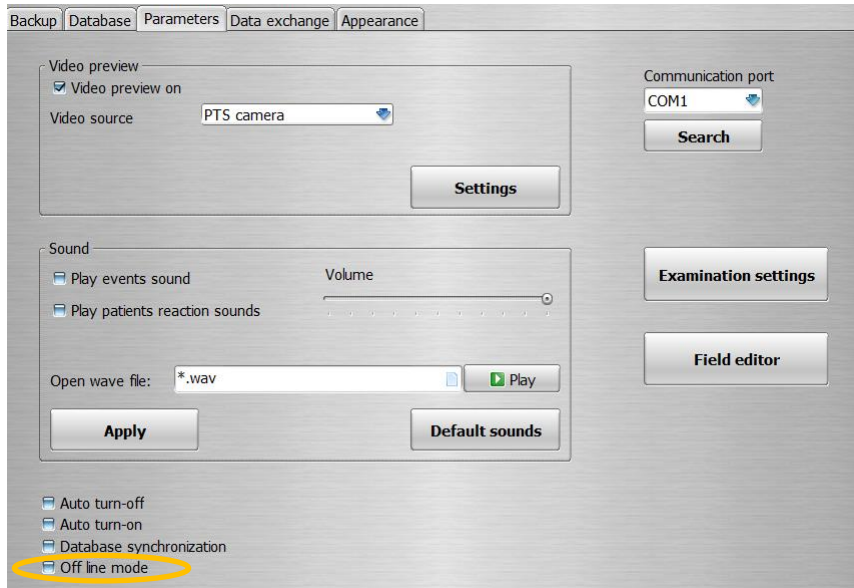 Backup Database Parameters Data exchange Appearance
Video preview
Video preview on
Video source PTS camera
Settings
Communication port
COM1
Search
Sound
Play events sound
Volume
Play patients reaction sounds
Open wave file: *.wav Play
Apply Default sounds
Examination settings
Field editor
Auto turn-off
Auto turn-on
Database synchronization
Off line mode